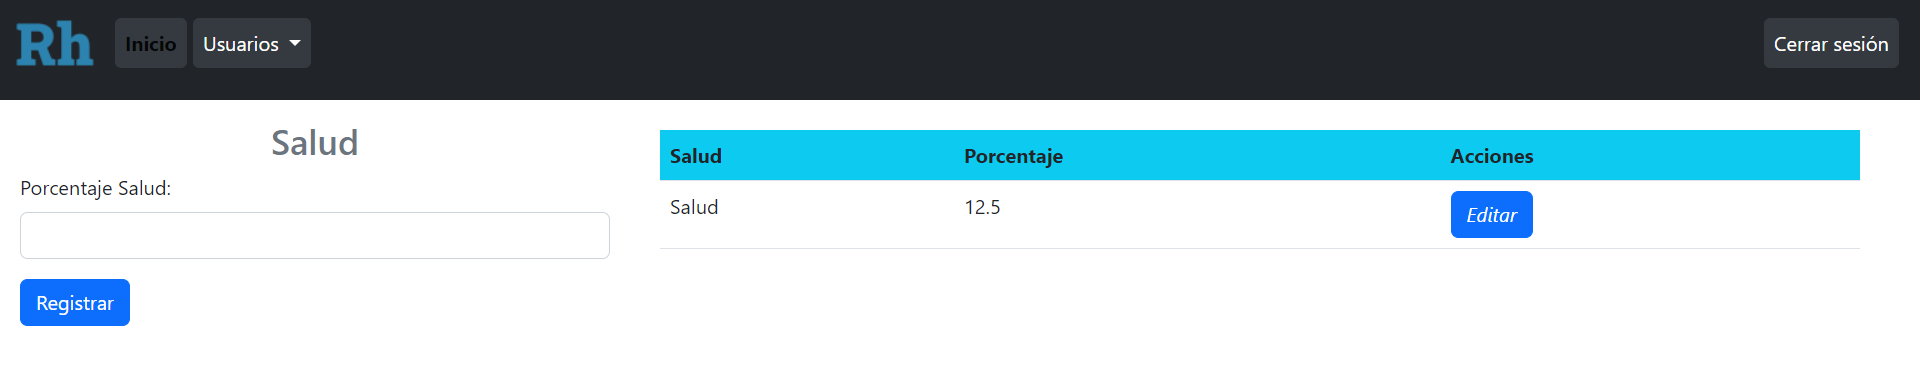 Rh Inicio Usuarios Cerrar sesión
Salud
Porcentaje Salud:
Registrar
Salud Porcentaje Acciones
Salud 12.5 Editar